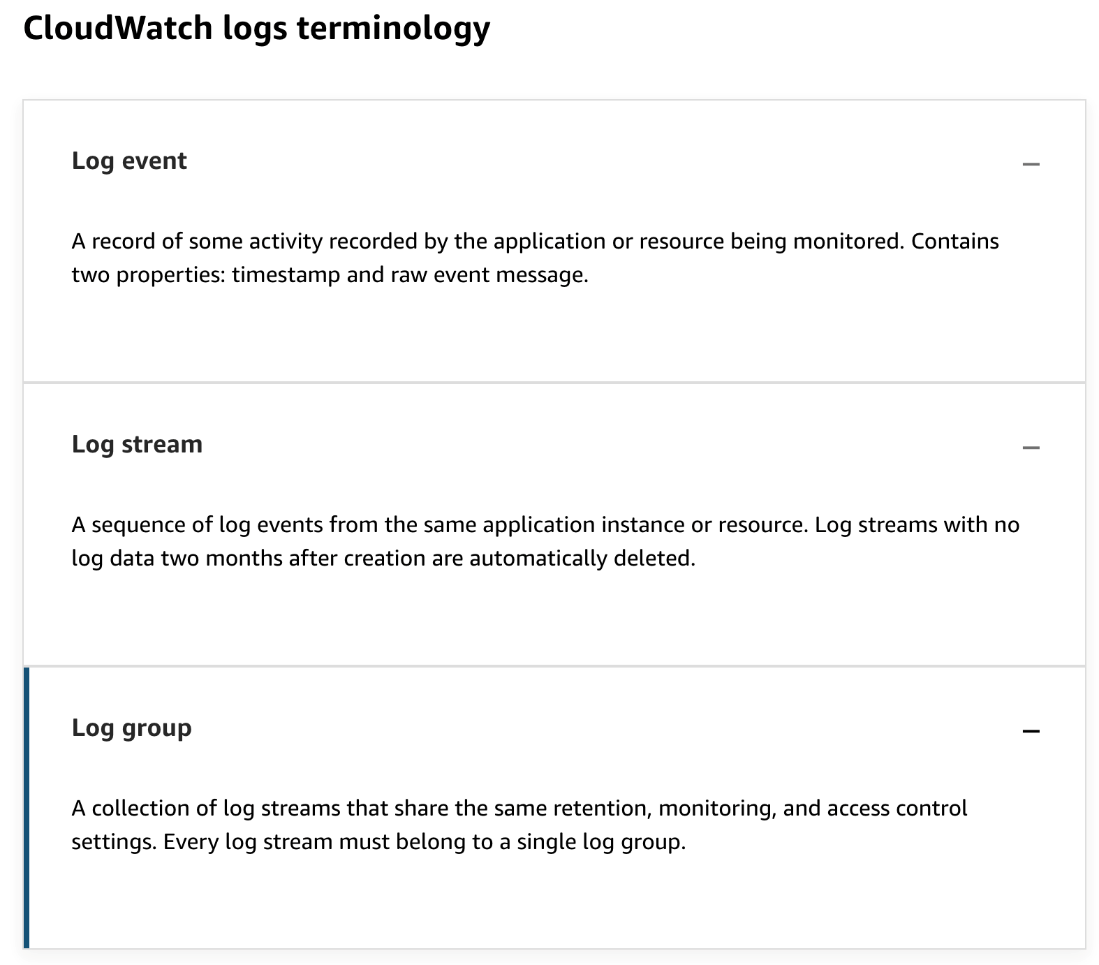 CloudWatch logs terminology
Log event
A record of some activity recorded by the application or resource being monitored. Contains
two properties: timestamp and raw event message.
Log stream
A sequence of log events from the same application instance or resource. Log streams with no
log data two months after creation are automatically deleted.
Log group
A collection of log streams that share the same retention, monitoring, and access control
settings. Every log stream must belong to a single log group.